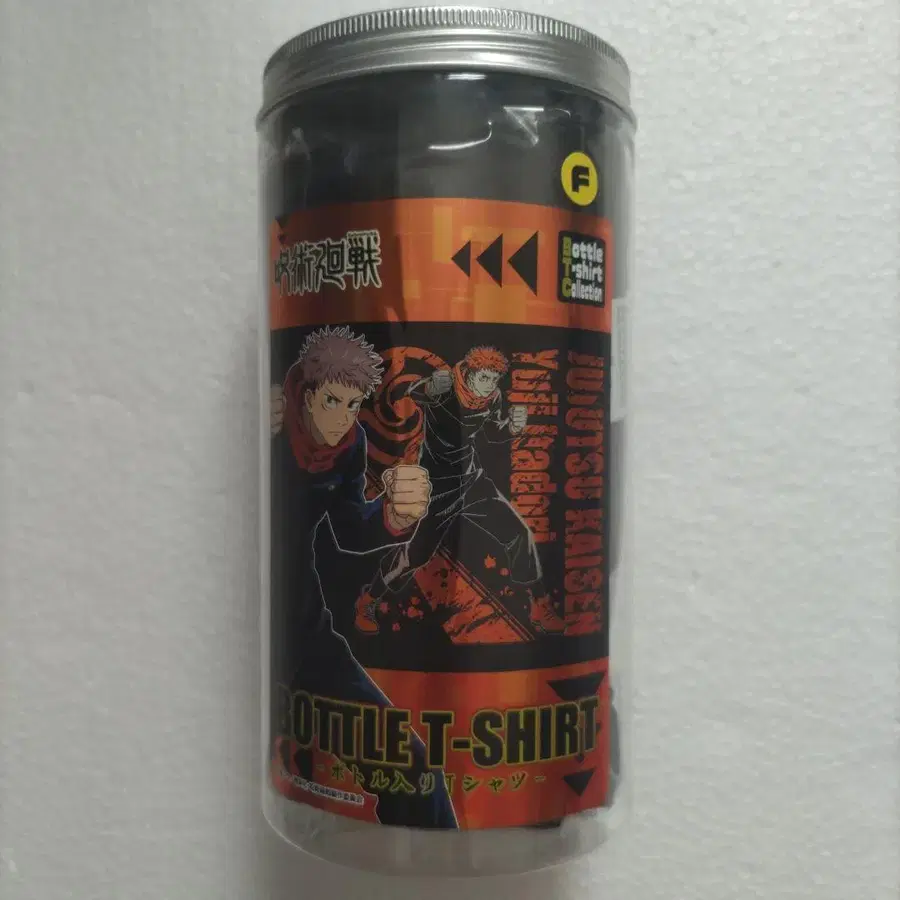 F
呪術廻戦
Bottle
T-shirt
Collection
JUJUTSU KAISEN
Yuji Itadori
BOTTLE T-SHIRT
-ボトル入りTシャツ-